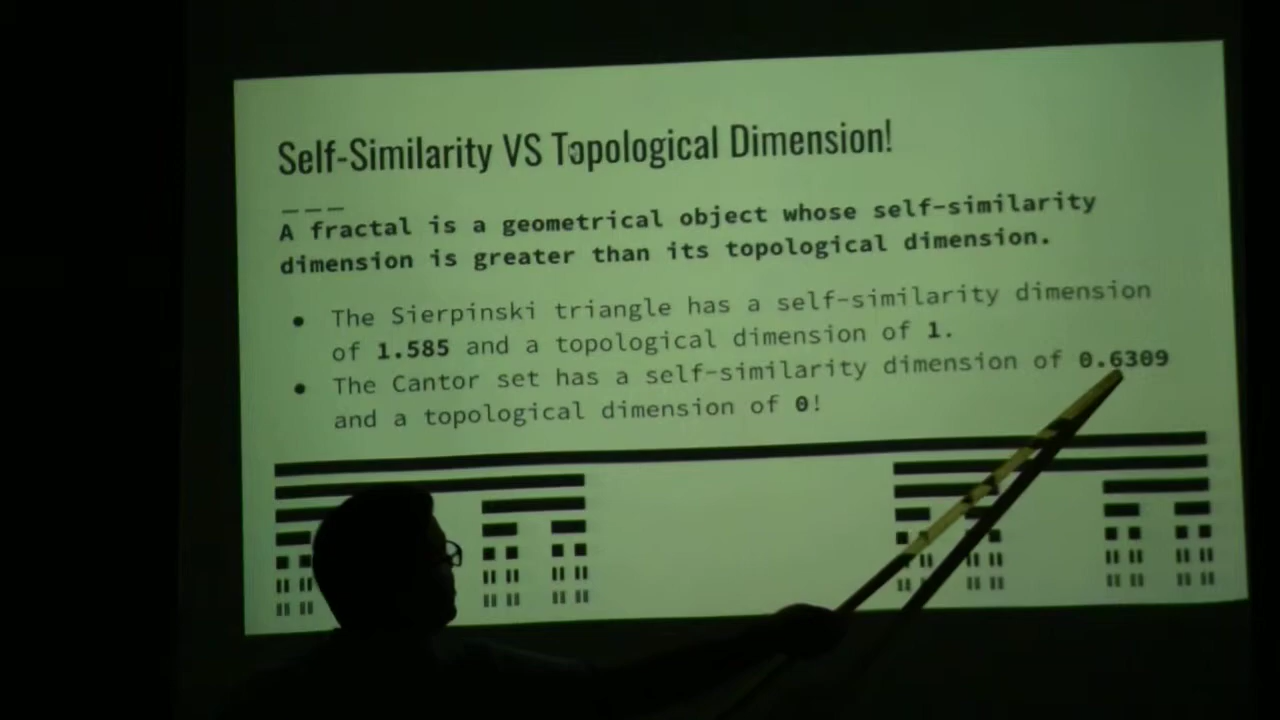 Self-Similarity VS Topological Dimension!
A fractal is a geometrical object whose self-similarity
dimension is greater than its topological dimension.
• The Sierpinski triangle has a self-similarity dimension
of 1.585 and a topological dimension of 1.
• The Cantor set has a self-similarity dimension of 0.6309
and a topological dimension of 0!